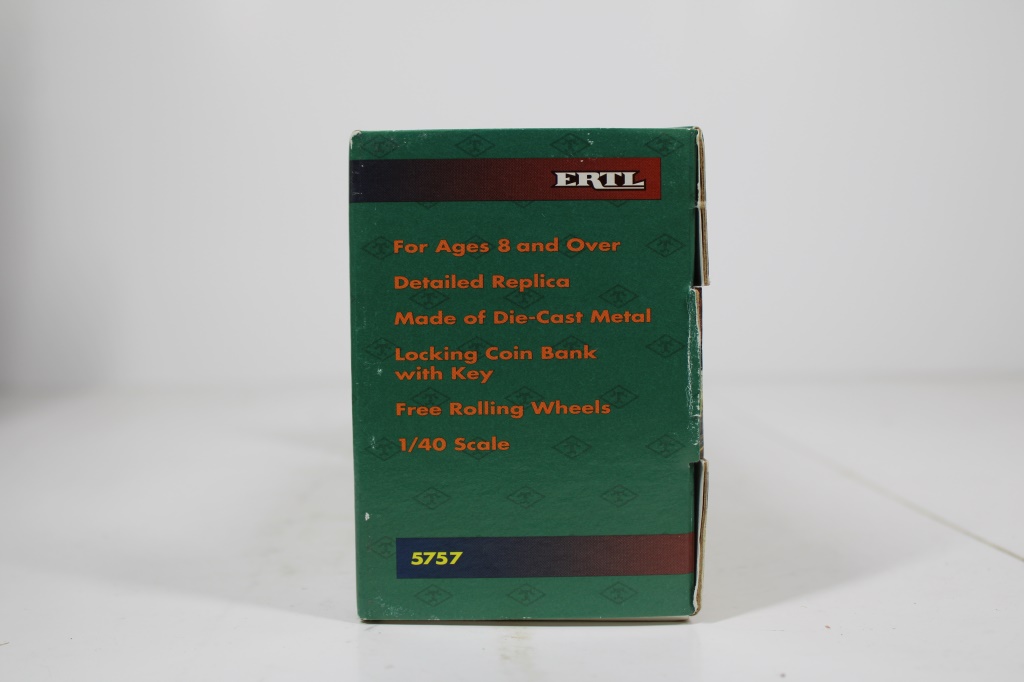 ERTL
For Ages 8 and Over
Detailed Replica
Made of Die-Cast Metal
Locking Coin Bank
with Key
Free Rolling Wheels
1/40 Scale
5757